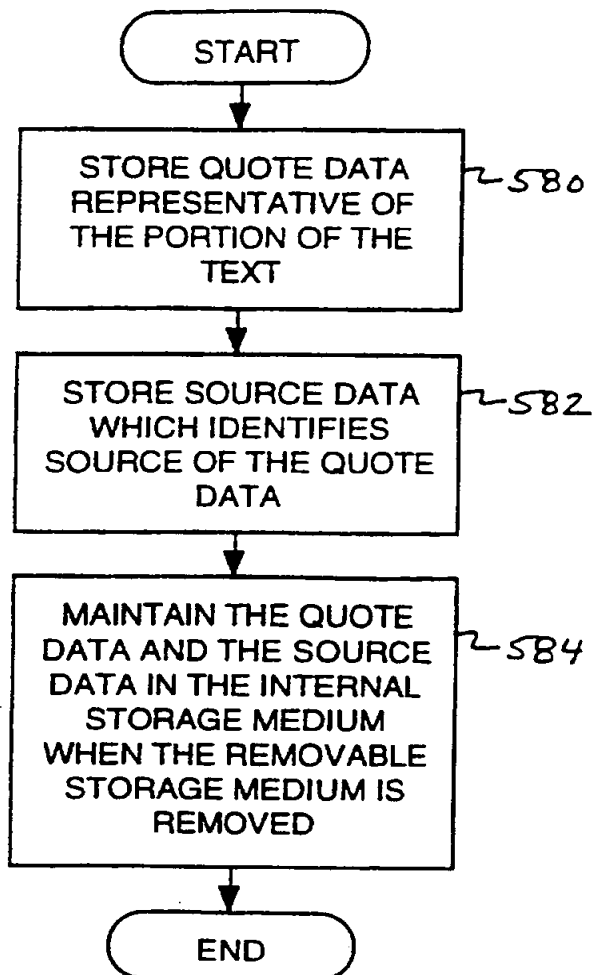 START
STORE QUOTE DATA
REPRESENTATIVE OF
THE PORTION OF THE
TEXT
580
STORE SOURCE DATA
WHICH IDENTIFIES
SOURCE OF THE QUOTE
DATA
582
MAINTAIN THE QUOTE
DATA AND THE SOURCE
DATA IN THE INTERNAL
STORAGE MEDIUM
WHEN THE REMOVABLE
STORAGE MEDIUM IS
REMOVED
584
END